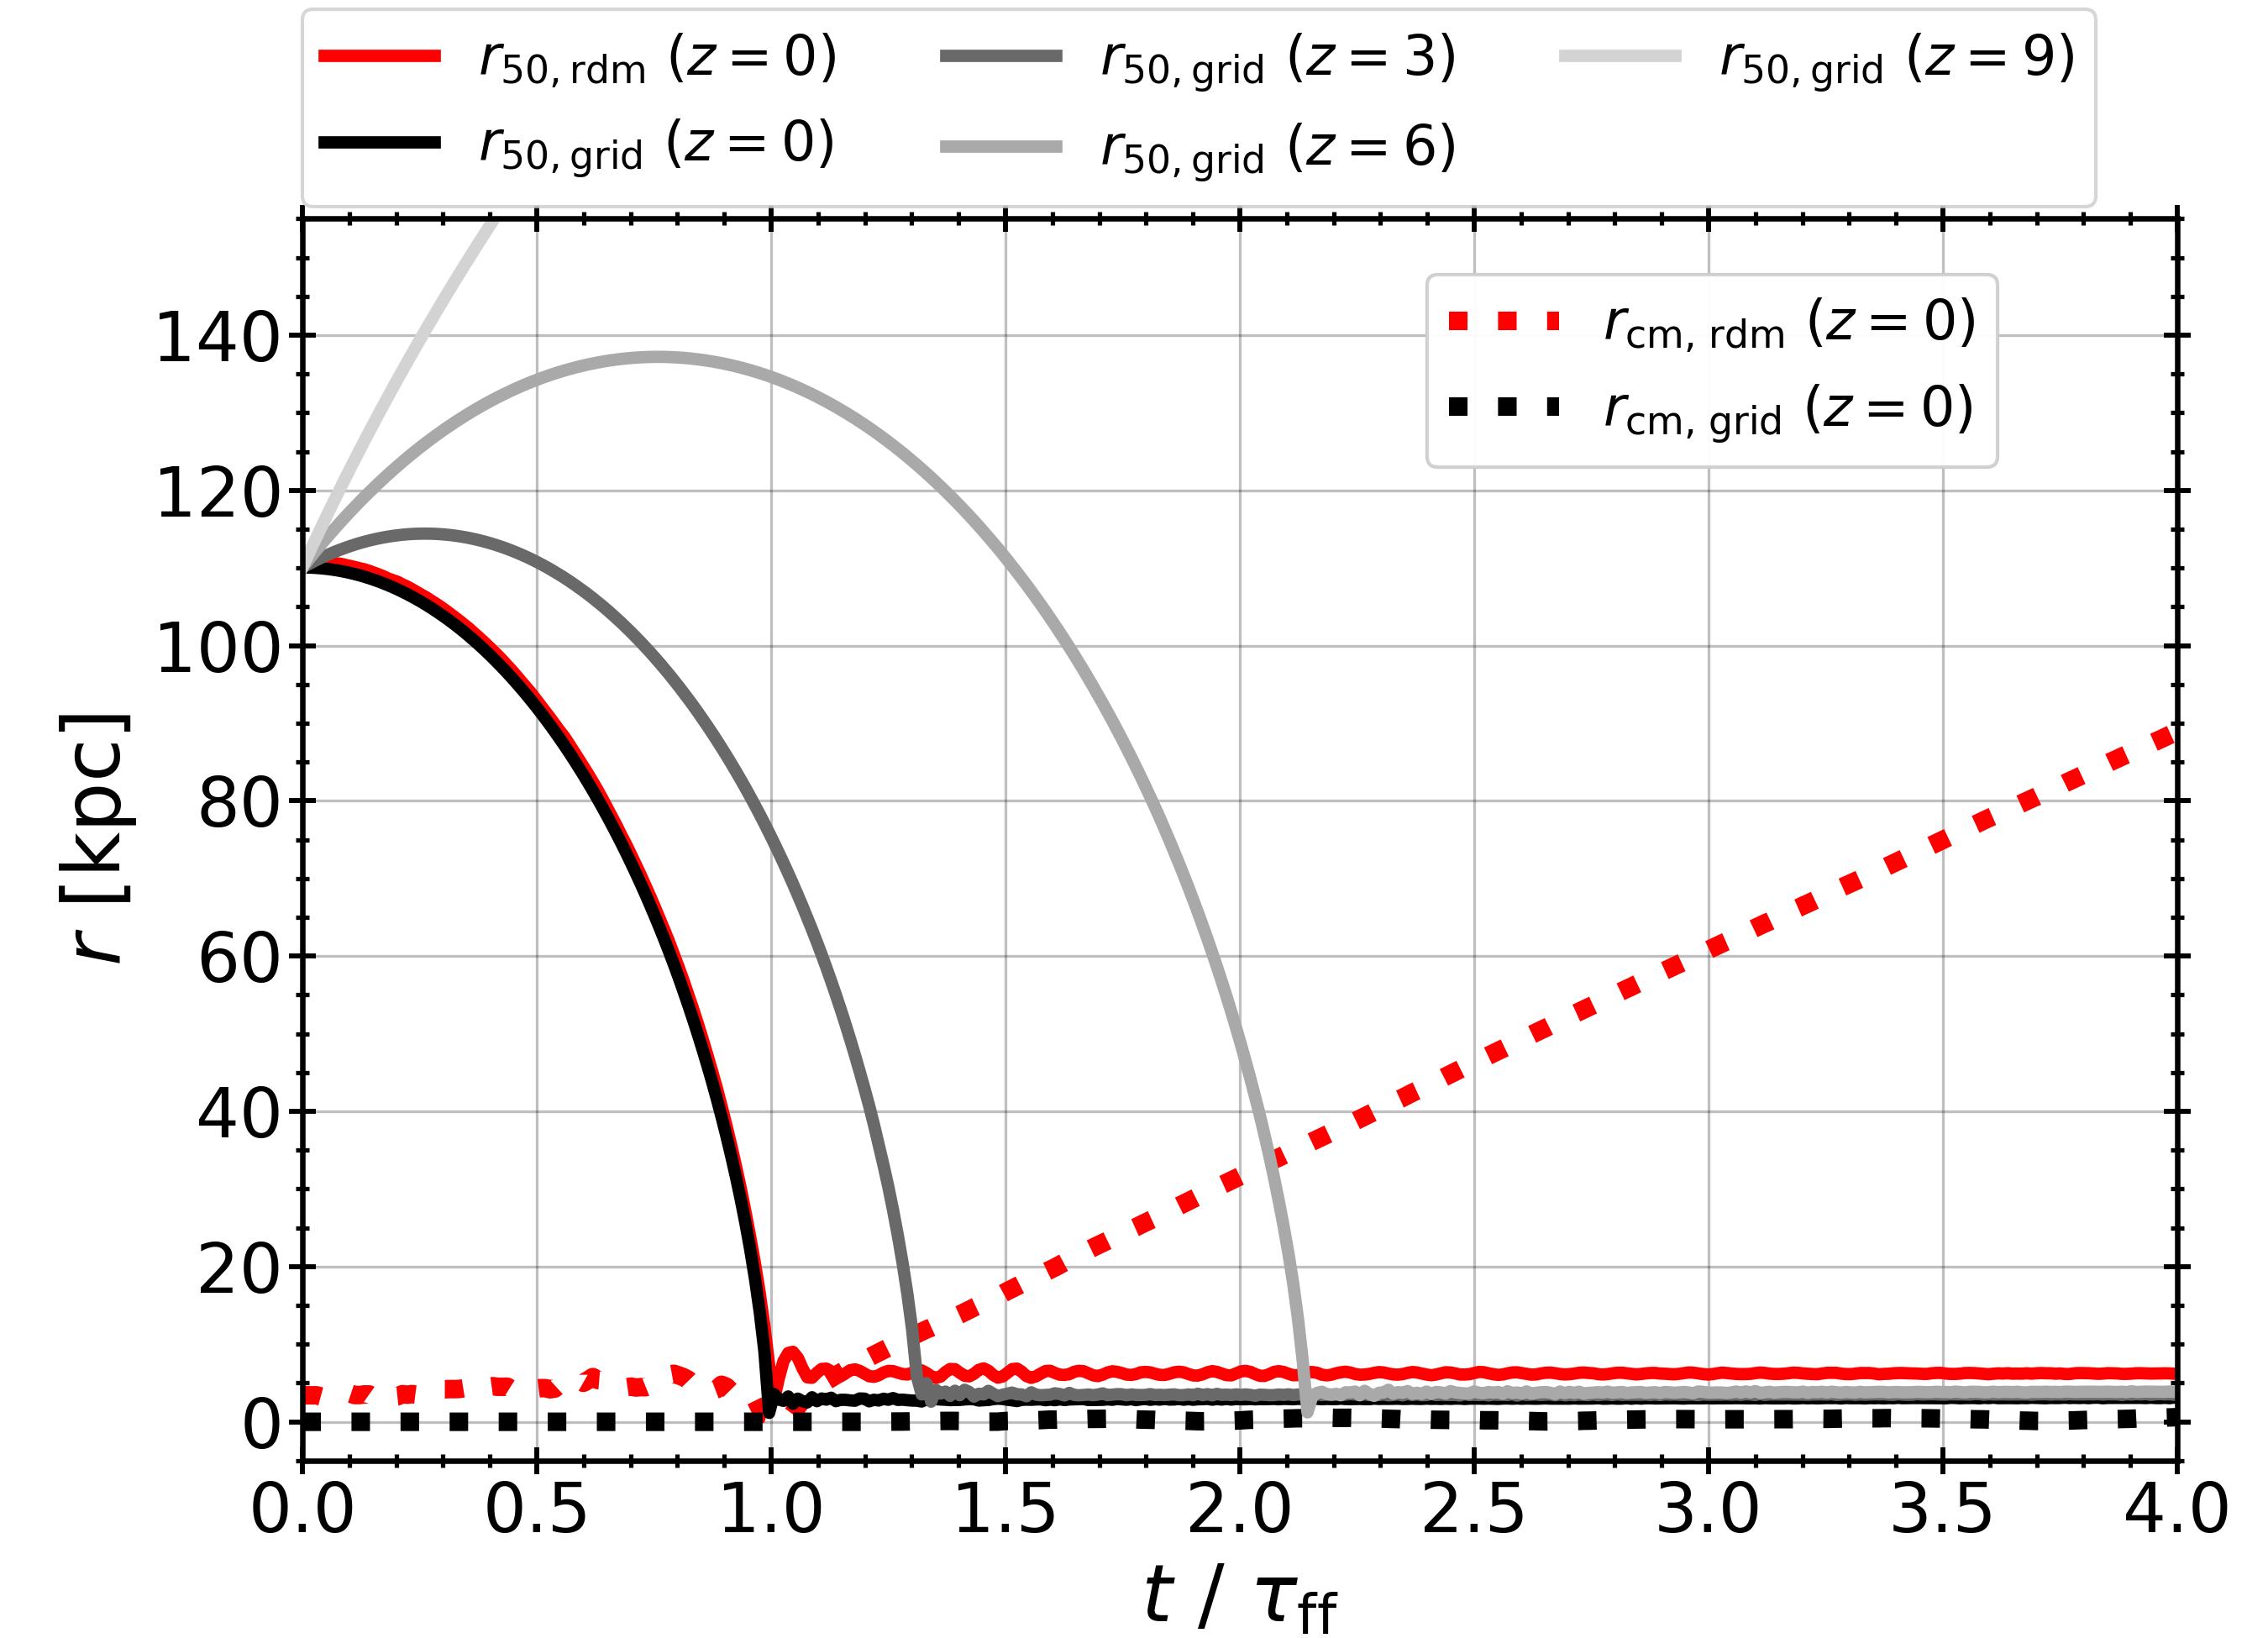 r50, rdm (z = 0)
r50, grid (z = 0)
r50, grid (z = 3)
r50, grid (z = 6)
r50, grid (z = 9)
rcm, rdm (z = 0)
rcm, grid (z = 0)
r [kpc]
140
120
100
80
60
40
20
0
0.0 0.5 1.0 1.5 2.0 2.5 3.0 3.5 4.0
t / τff